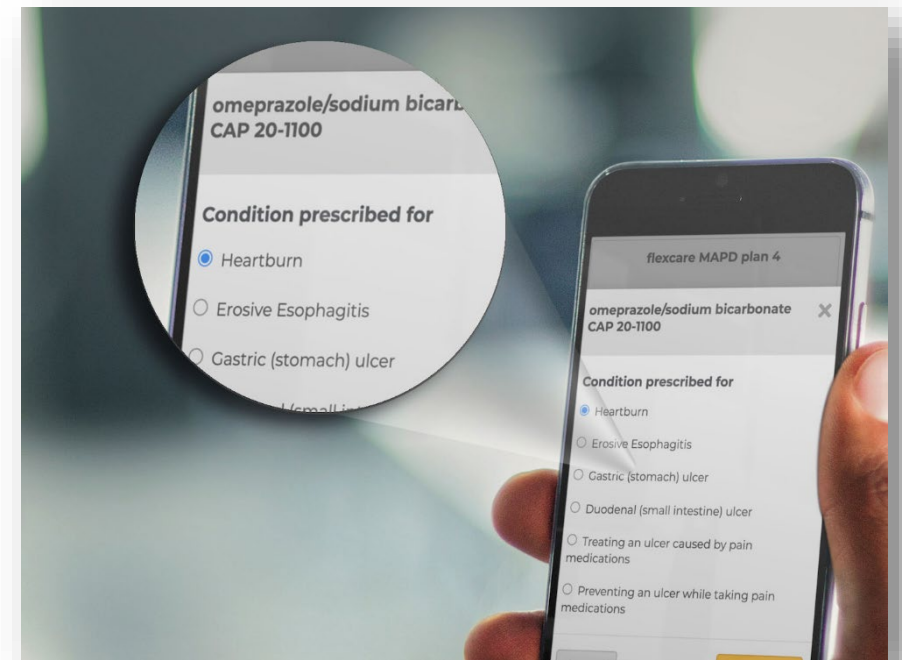 omeprazole/sodium bicarb
CAP 20-1100
Condition prescribed for
Heartburn
Erosive Esophagitis
Gastric (stomach) ulcer
flexcare MAPD plan 4
omeprazole/sodium bicarbonate
CAP 20-1100
Condition prescribed for
Heartburn
Erosive Esophagitis
Gastric (stomach) ulcer
Duodenal (small intestine) ulcer
Treating an ulcer caused by pain
medications
Preventing an ulcer while taking pain
medications